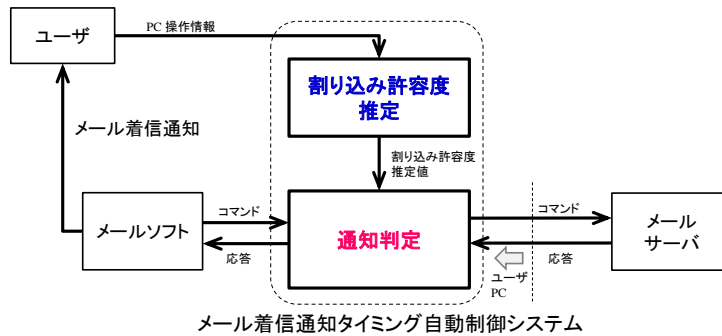 ユーザ
PC 操作情報
割り込み許容度
推定
メール着信通知
割り込み許容度
推定値
メールソフト
コマンド
応答
通知判定
コマンド
応答
ユーザ
PC
メール
サーバ
メール着信通知タイミング自動制御システム